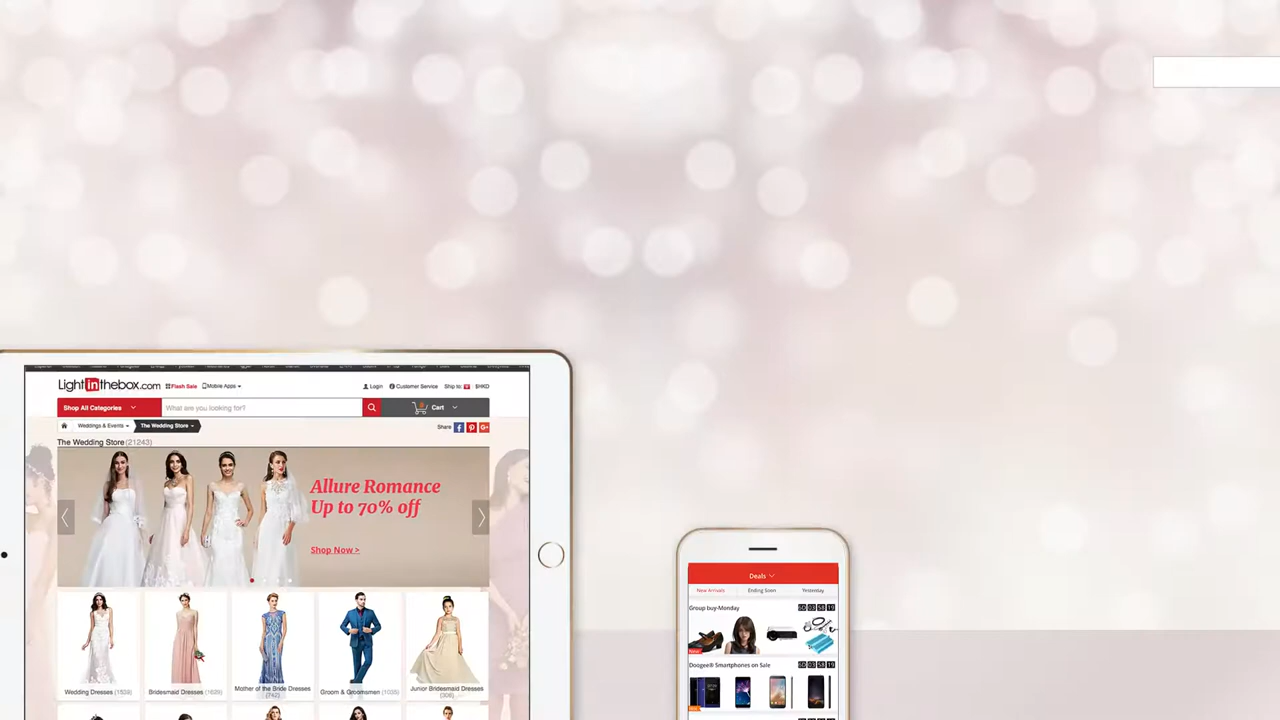 Lightinthebox.com Flash Sale Mobile Apps Login Customer Service Ship to: $HKD
Shop All Categories What are you looking for? 0 Cart
Weddings & Events The Wedding Store Share
The Wedding Store (21243)
Allure Romance
Up to 70% off
Shop Now >
Wedding Dresses (1828) Bridesmaid Dresses (1629) Mother of the Bride Dresses (742) Groom & Groomsmen (1035) Junior Bridesmaid Dresses (306)
Deals
New Arrivals Ending Soon Yesterday
Group buy-Monday
New
Doogee® Smartphones on Sale